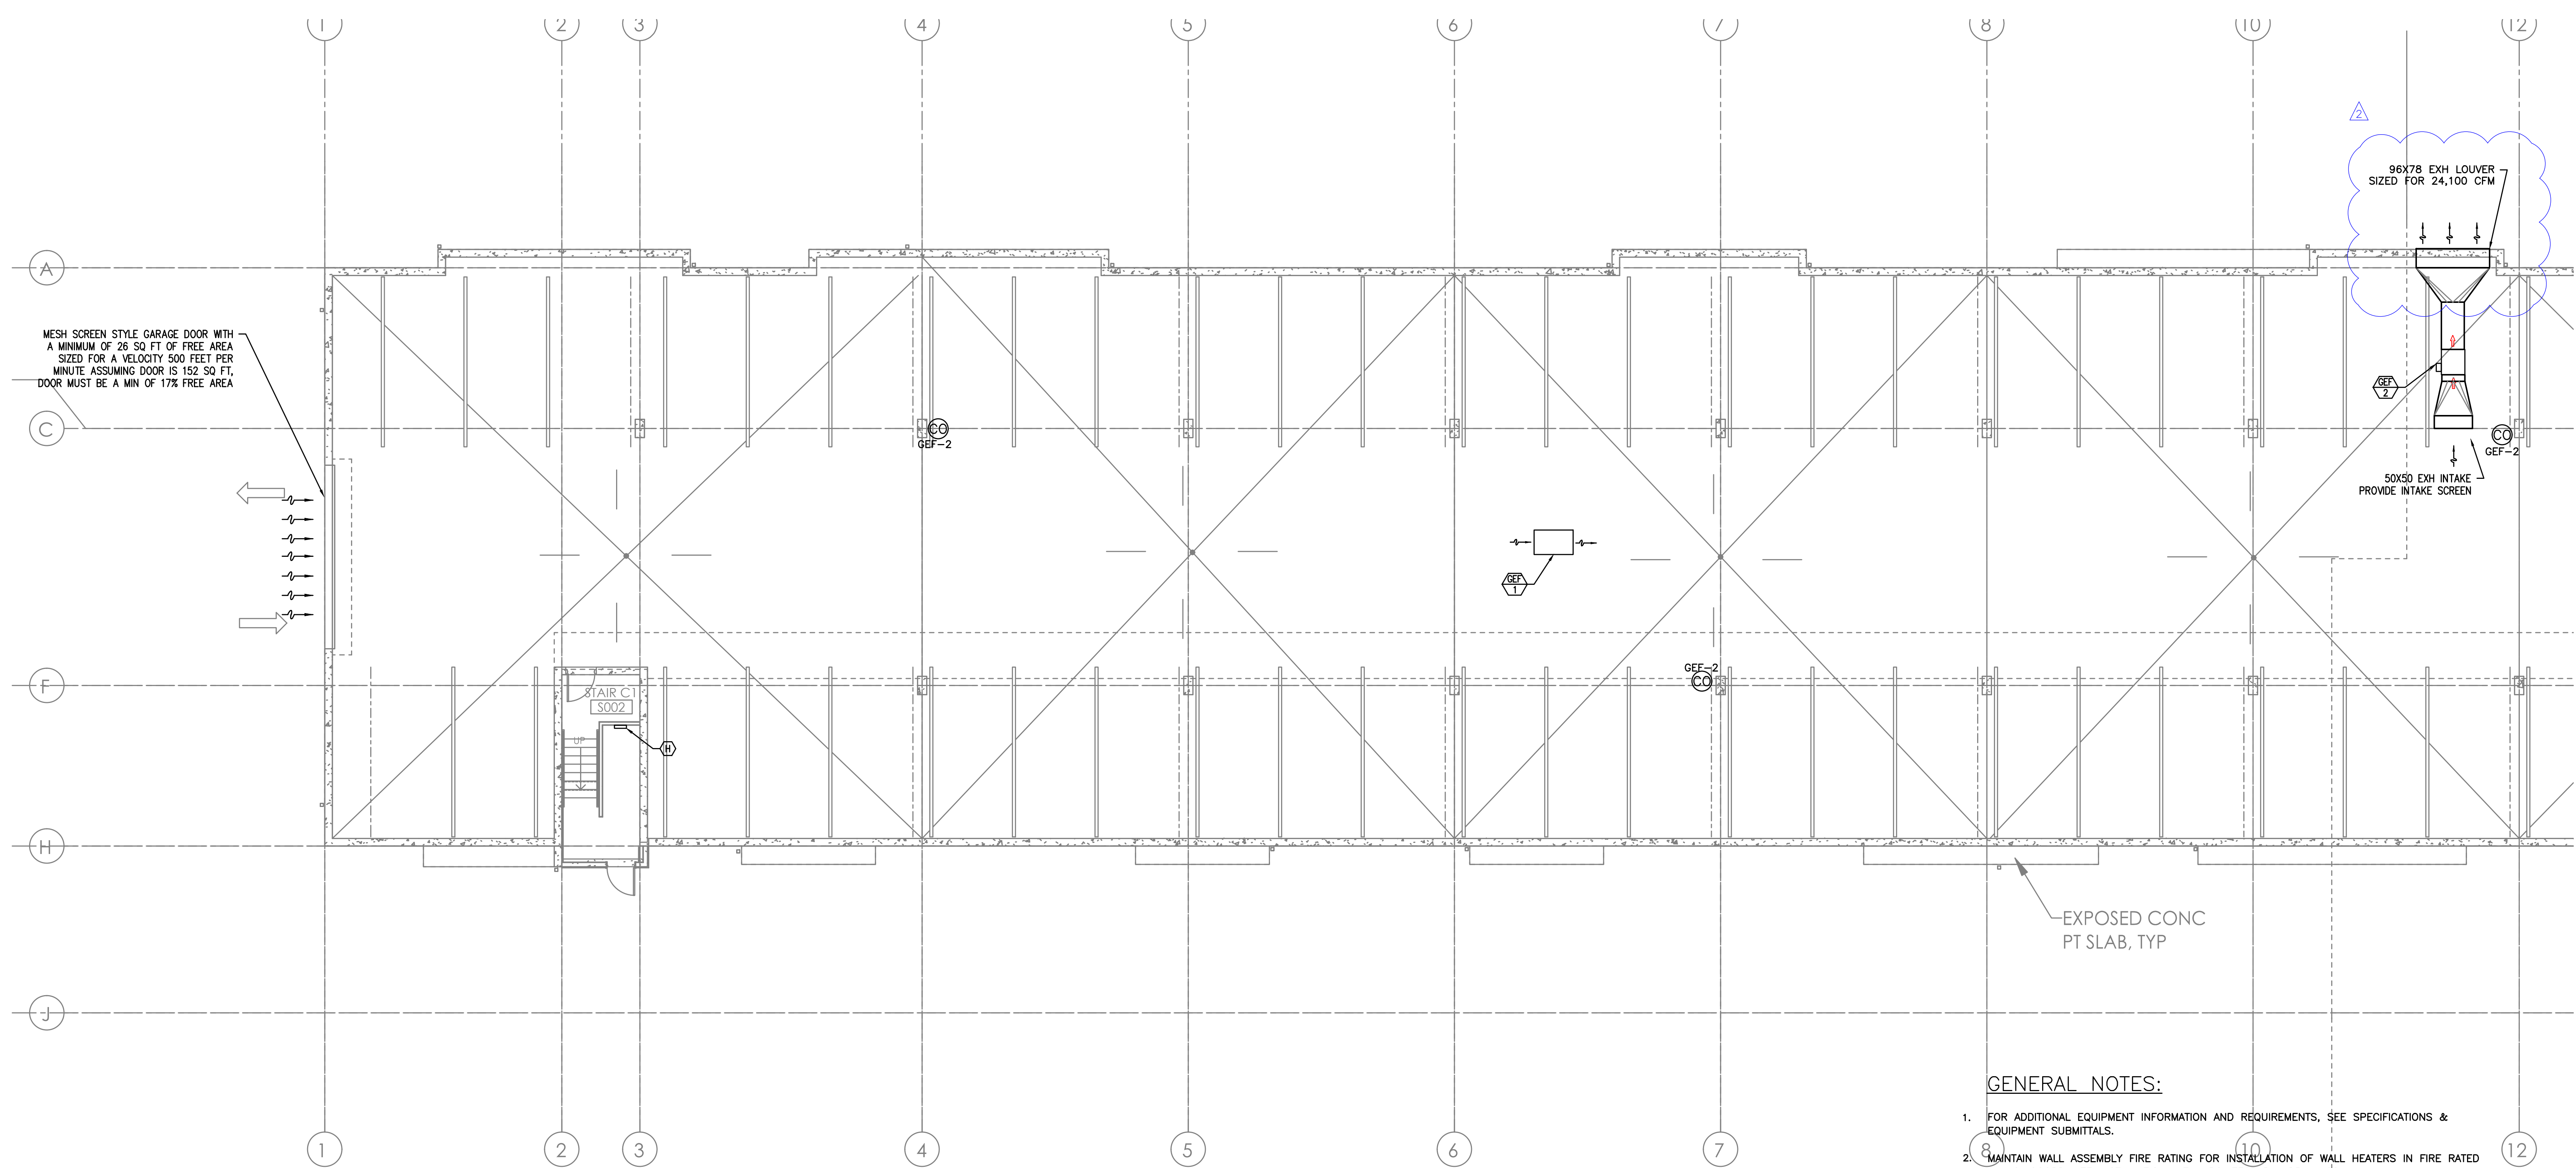 1 2 3 4 5 6 7 8 10 12
2
96X78 EXH LOUVER
SIZED FOR 24,100 CFM
A
MESH SCREEN STYLE GARAGE DOOR WITH
A MINIMUM OF 26 SQ FT OF FREE AREA
SIZED FOR A VELOCITY 500 FEET PER
MINUTE ASSUMING DOOR IS 152 SQ FT,
DOOR MUST BE A MIN OF 17% FREE AREA
GEF
2
C
CO
GEF-2
CO
GEF-2
50X50 EXH INTAKE
PROVIDE INTAKE SCREEN
GEF
1
GEF-2
CO
F
STAIR C1
S002
UP
H
H
EXPOSED CONC
PT SLAB, TYP
J
GENERAL NOTES:
1. FOR ADDITIONAL EQUIPMENT INFORMATION AND REQUIREMENTS, SEE SPECIFICATIONS &
EQUIPMENT SUBMITTALS.
2. MAINTAIN WALL ASSEMBLY FIRE RATING FOR INSTALLATION OF WALL HEATERS IN FIRE RATED
1 2 3 4 5 6 7 8 10 12